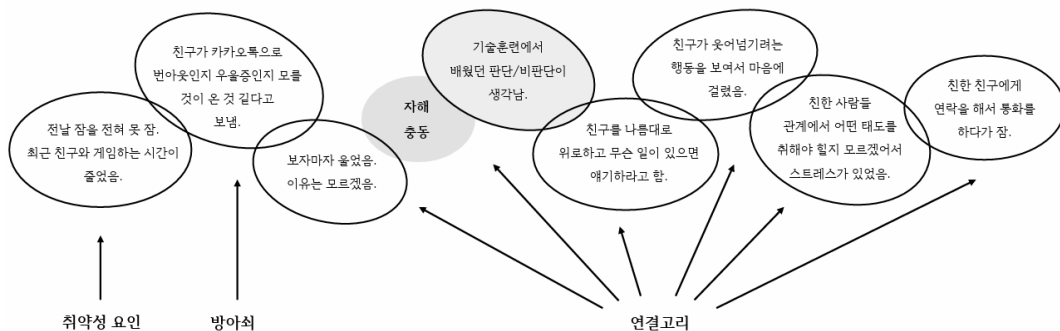 전날 잠을 전혀 못 잠.
최근 친구와 게임하는 시간이
줄었음.
친구가 카카오톡으로
번아웃인지 우울증인지 모를
것이 온 것 같다고
보냄.
보자마자 울었음.
이유는 모르겠음.
자해
충동
기술훈련에서
배웠던 판단/비판단이
생각남.
친구를 나름대로
위로하고 무슨 일이 있으면
얘기하라고 함.
친구가 웃어넘기려는
행동을 보여서 마음에
걸렸음.
친한 사람들
관계에서 어떤 태도를
취해야 할지 모르겠어서
스트레스가 있었음.
친한 친구에게
연락을 해서 통화를
하다가 잠.
취약성 요인
방아쇠
연결고리